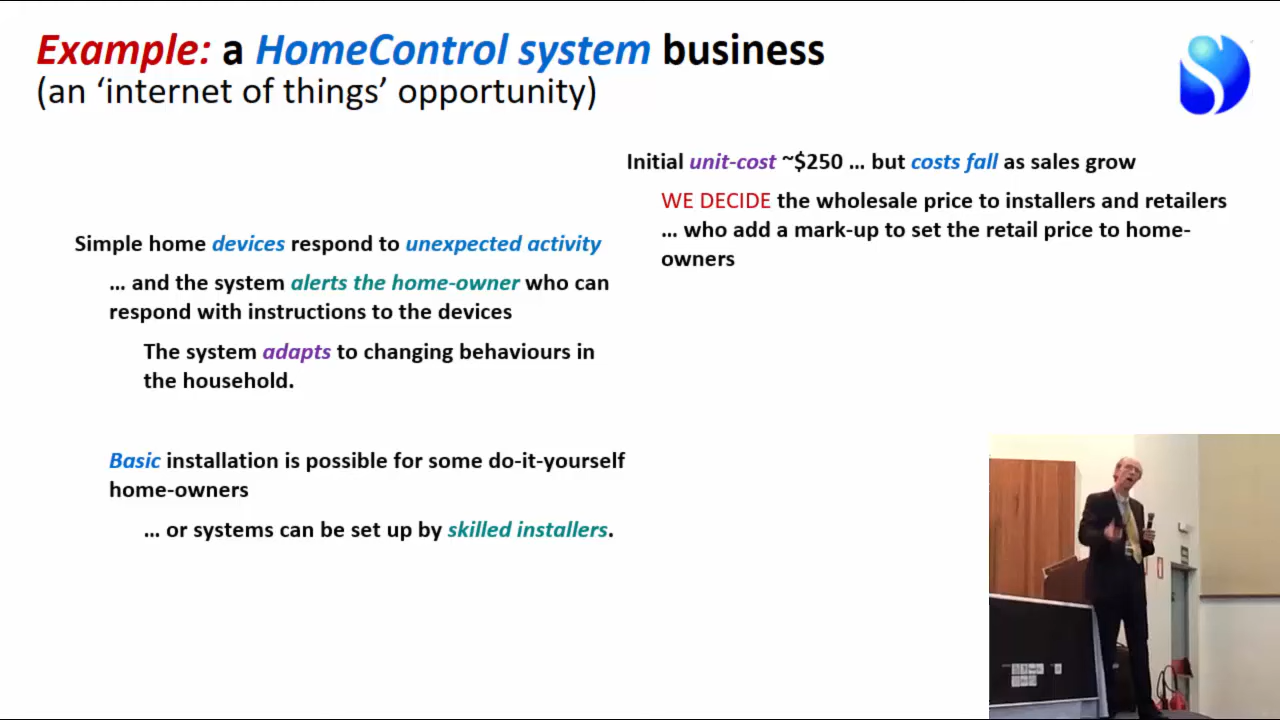 Example: a HomeControl system business
(an ‘internet of things’ opportunity)
Simple home devices respond to unexpected activity
... and the system alerts the home-owner who can
respond with instructions to the devices
The system adapts to changing behaviours in
the household.
Basic installation is possible for some do-it-yourself
home-owners
... or systems can be set up by skilled installers.
Initial unit-cost ~$250 ... but costs fall as sales grow
WE DECIDE the wholesale price to installers and retailers
... who add a mark-up to set the retail price to home-
owners